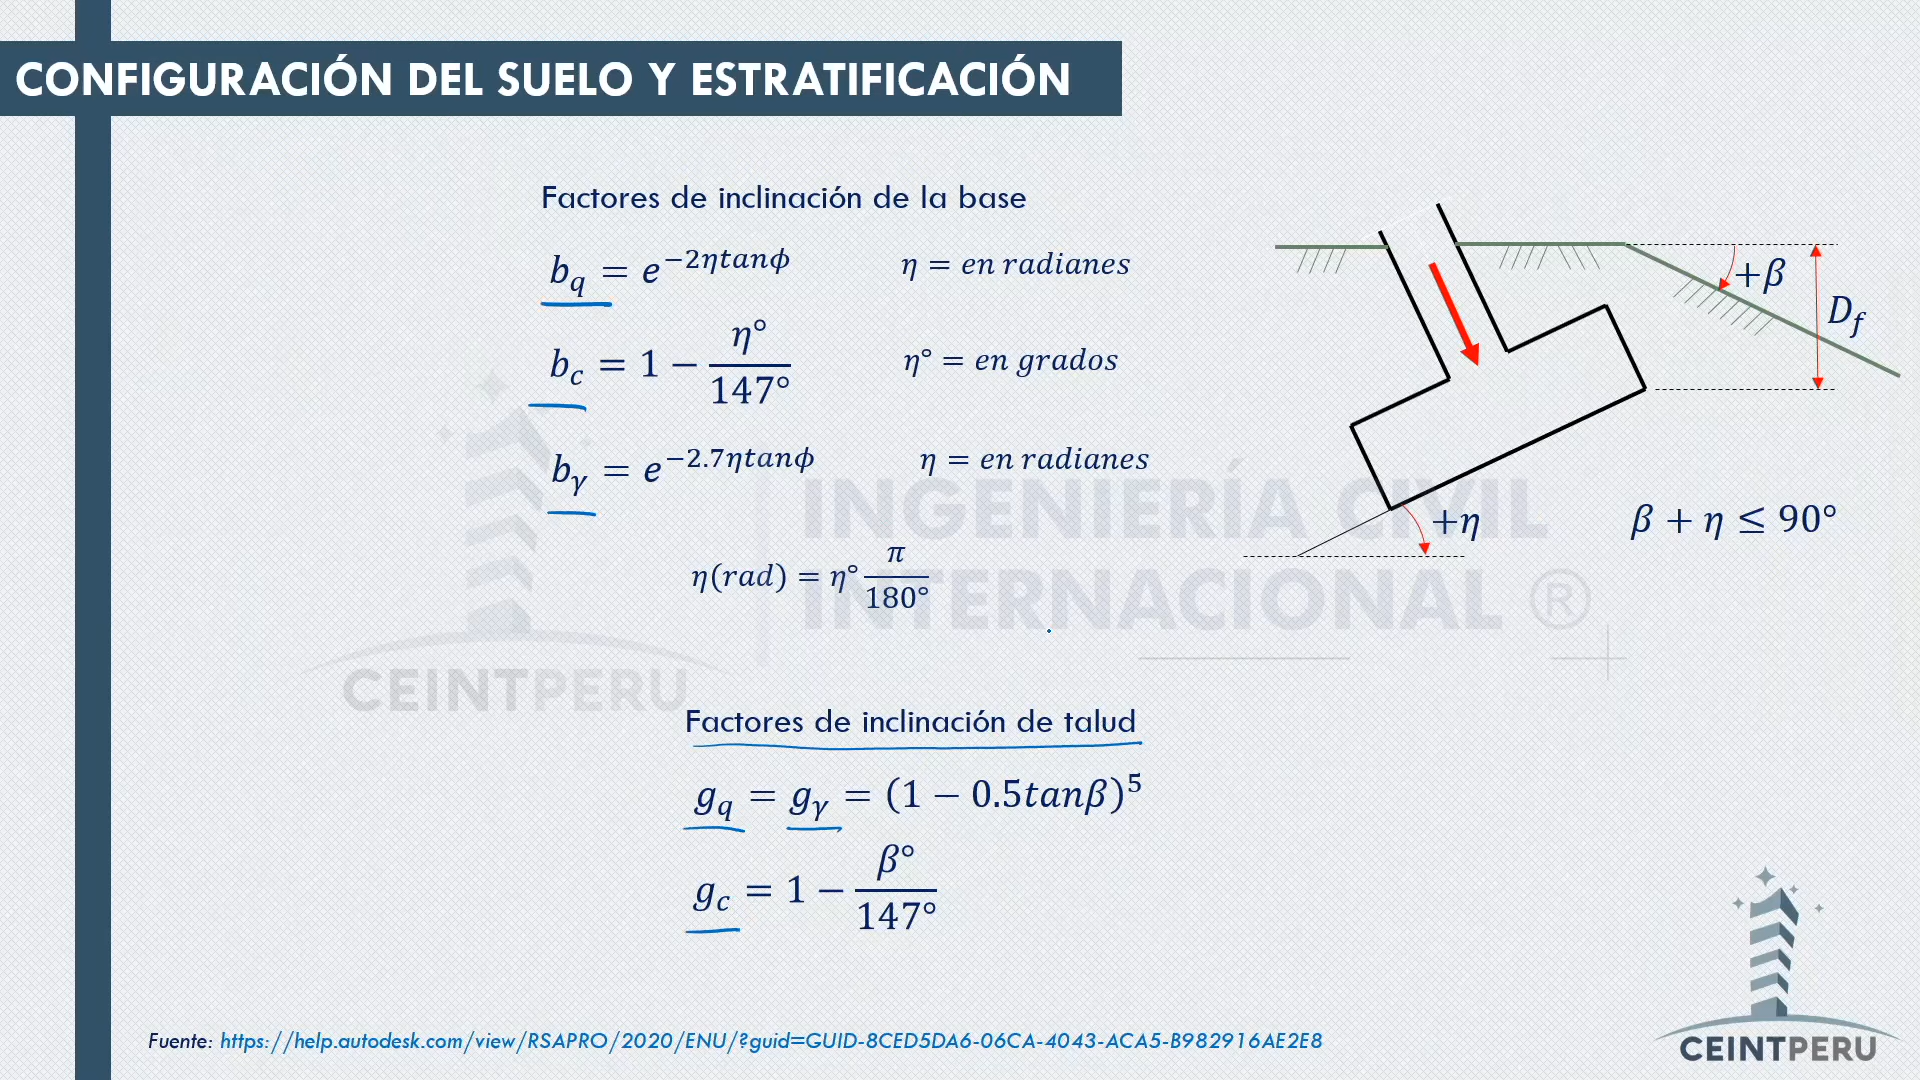 CONFIGURACIÓN DEL SUELO Y ESTRATIFICACIÓN
Factores de inclinación de la base
b_q = e^{-2ηtanϕ}
η = en radianes
b_c = 1 − η°/147°
η° = en grados
b_γ = e^{-2.7ηtanϕ}
η = en radianes
η(rad) = η° π/180°
+β
D_f
+η
β + η ≤ 90°
INGENIERÍA CIVIL
INTERNACIONAL ®
CEINTPERU
Factores de inclinación de talud
g_q = g_γ = (1 − 0.5tanβ)^5
g_c = 1 − β°/147°
Fuente: https://help.autodesk.com/view/RSAPRO/2020/ENU/?guid=GUID-8CED5DA6-06CA-4043-ACA5-B982916AE2E8
CEINTPERU